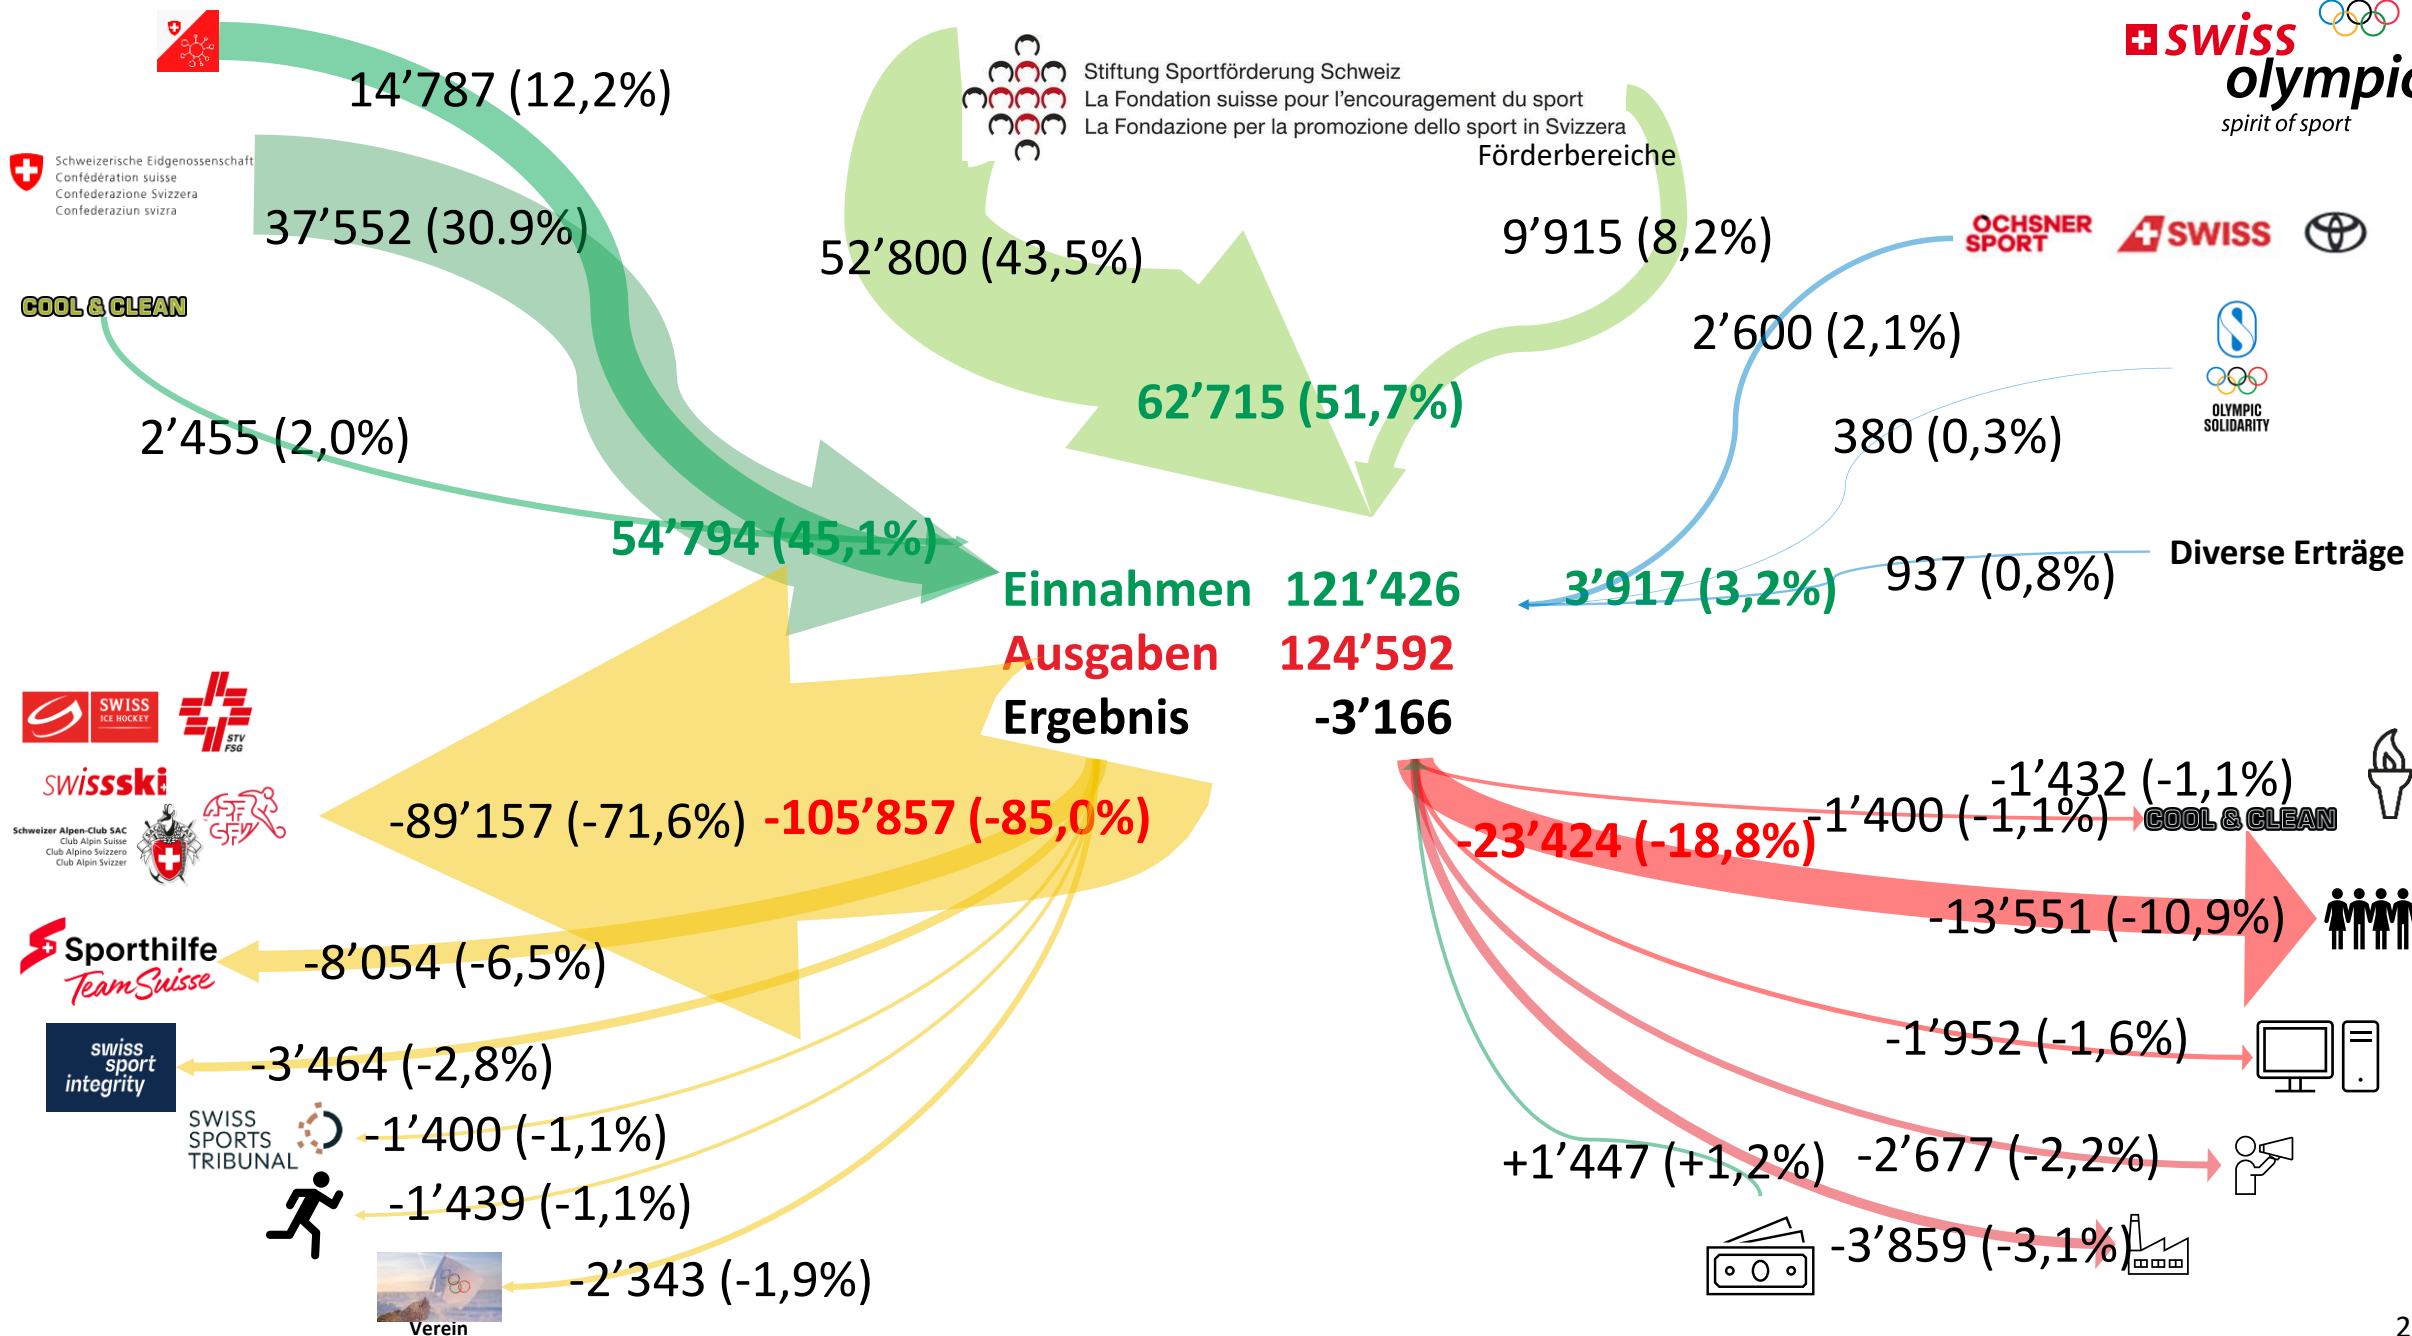 14’787 (12,2%)
Stiftung Sportförderung Schweiz
La Fondation suisse pour l'encouragement du sport
La Fondazione per la promozione dello sport in Svizzera
Förderbereiche
swiss
olympic
spirit of sport
Schweizerische Eidgenossenschaft
Confédération suisse
Confederazione Svizzera
Confederaziun svizra
37’552 (30.9%)
52’800 (43,5%)
9’915 (8,2%)
OCHSNER
SPORT
SWISS
COOL & CLEAN
2’600 (2,1%)
62’715 (51,7%)
OLYMPIC
SOLIDARITY
2’455 (2,0%)
380 (0,3%)
54’794 (45,1%)
Diverse Erträge
Einnahmen 121’426
3’917 (3,2%)
937 (0,8%)
Ausgaben 124’592
Ergebnis -3’166
SWISS
ICE HOCKEY
STV
FSG
swissski
ASF
SFV
Schweizer Alpen-Club SAC
Club Alpin Suisse
Club Alpino Svizzero
Club Alpin Svizzer
-89’157 (-71,6%)
-105’857 (-85,0%)
-23’424 (-18,8%)
-1’432 (-1,1%)
-1’400 (-1,1%)
COOL & CLEAN
-13’551 (-10,9%)
Sporthilfe
Team Suisse
-8’054 (-6,5%)
swiss
sport
integrity
-3’464 (-2,8%)
-1’952 (-1,6%)
SWISS
SPORTS
TRIBUNAL
-1’400 (-1,1%)
+1’447 (+1,2%)
-2’677 (-2,2%)
-1’439 (-1,1%)
-3’859 (-3,1%)
-2’343 (-1,9%)
Verein
2